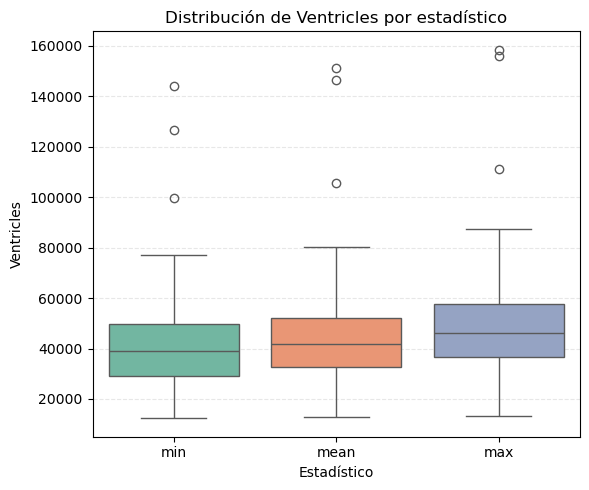 Distribución de Ventricles por estadístico
160000
140000
120000
100000
80000
60000
40000
20000
Ventricles
min mean max
Estadístico